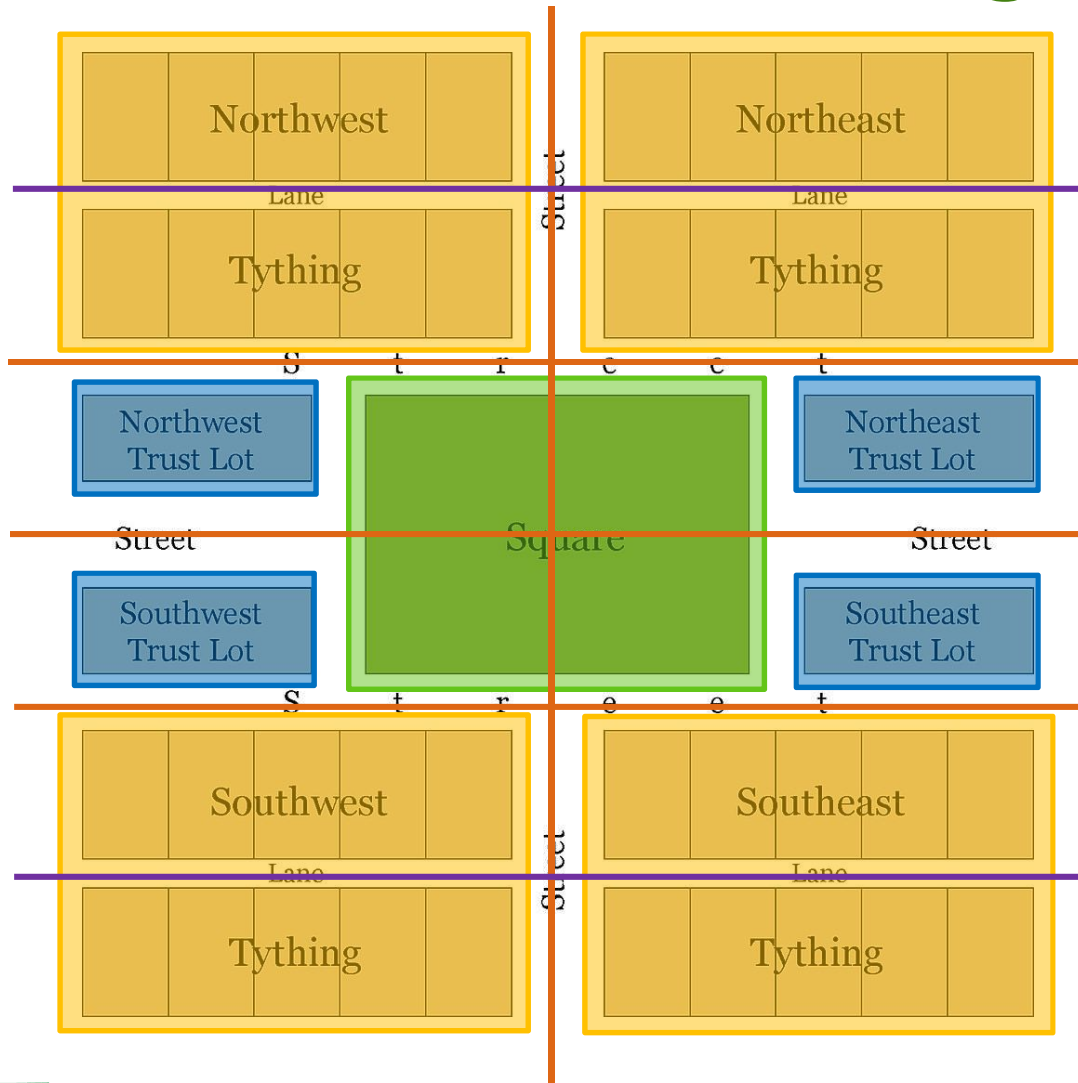 Northwest Northeast
Street
Lane Lane
Tything Tything
S t r e e t
Northwest Northeast
Trust Lot Trust Lot
Square
Street Street
Southwest Southeast
Trust Lot Trust Lot
S t r e e t
Southwest Southeast
Street
Lane Lane
Tything Tything